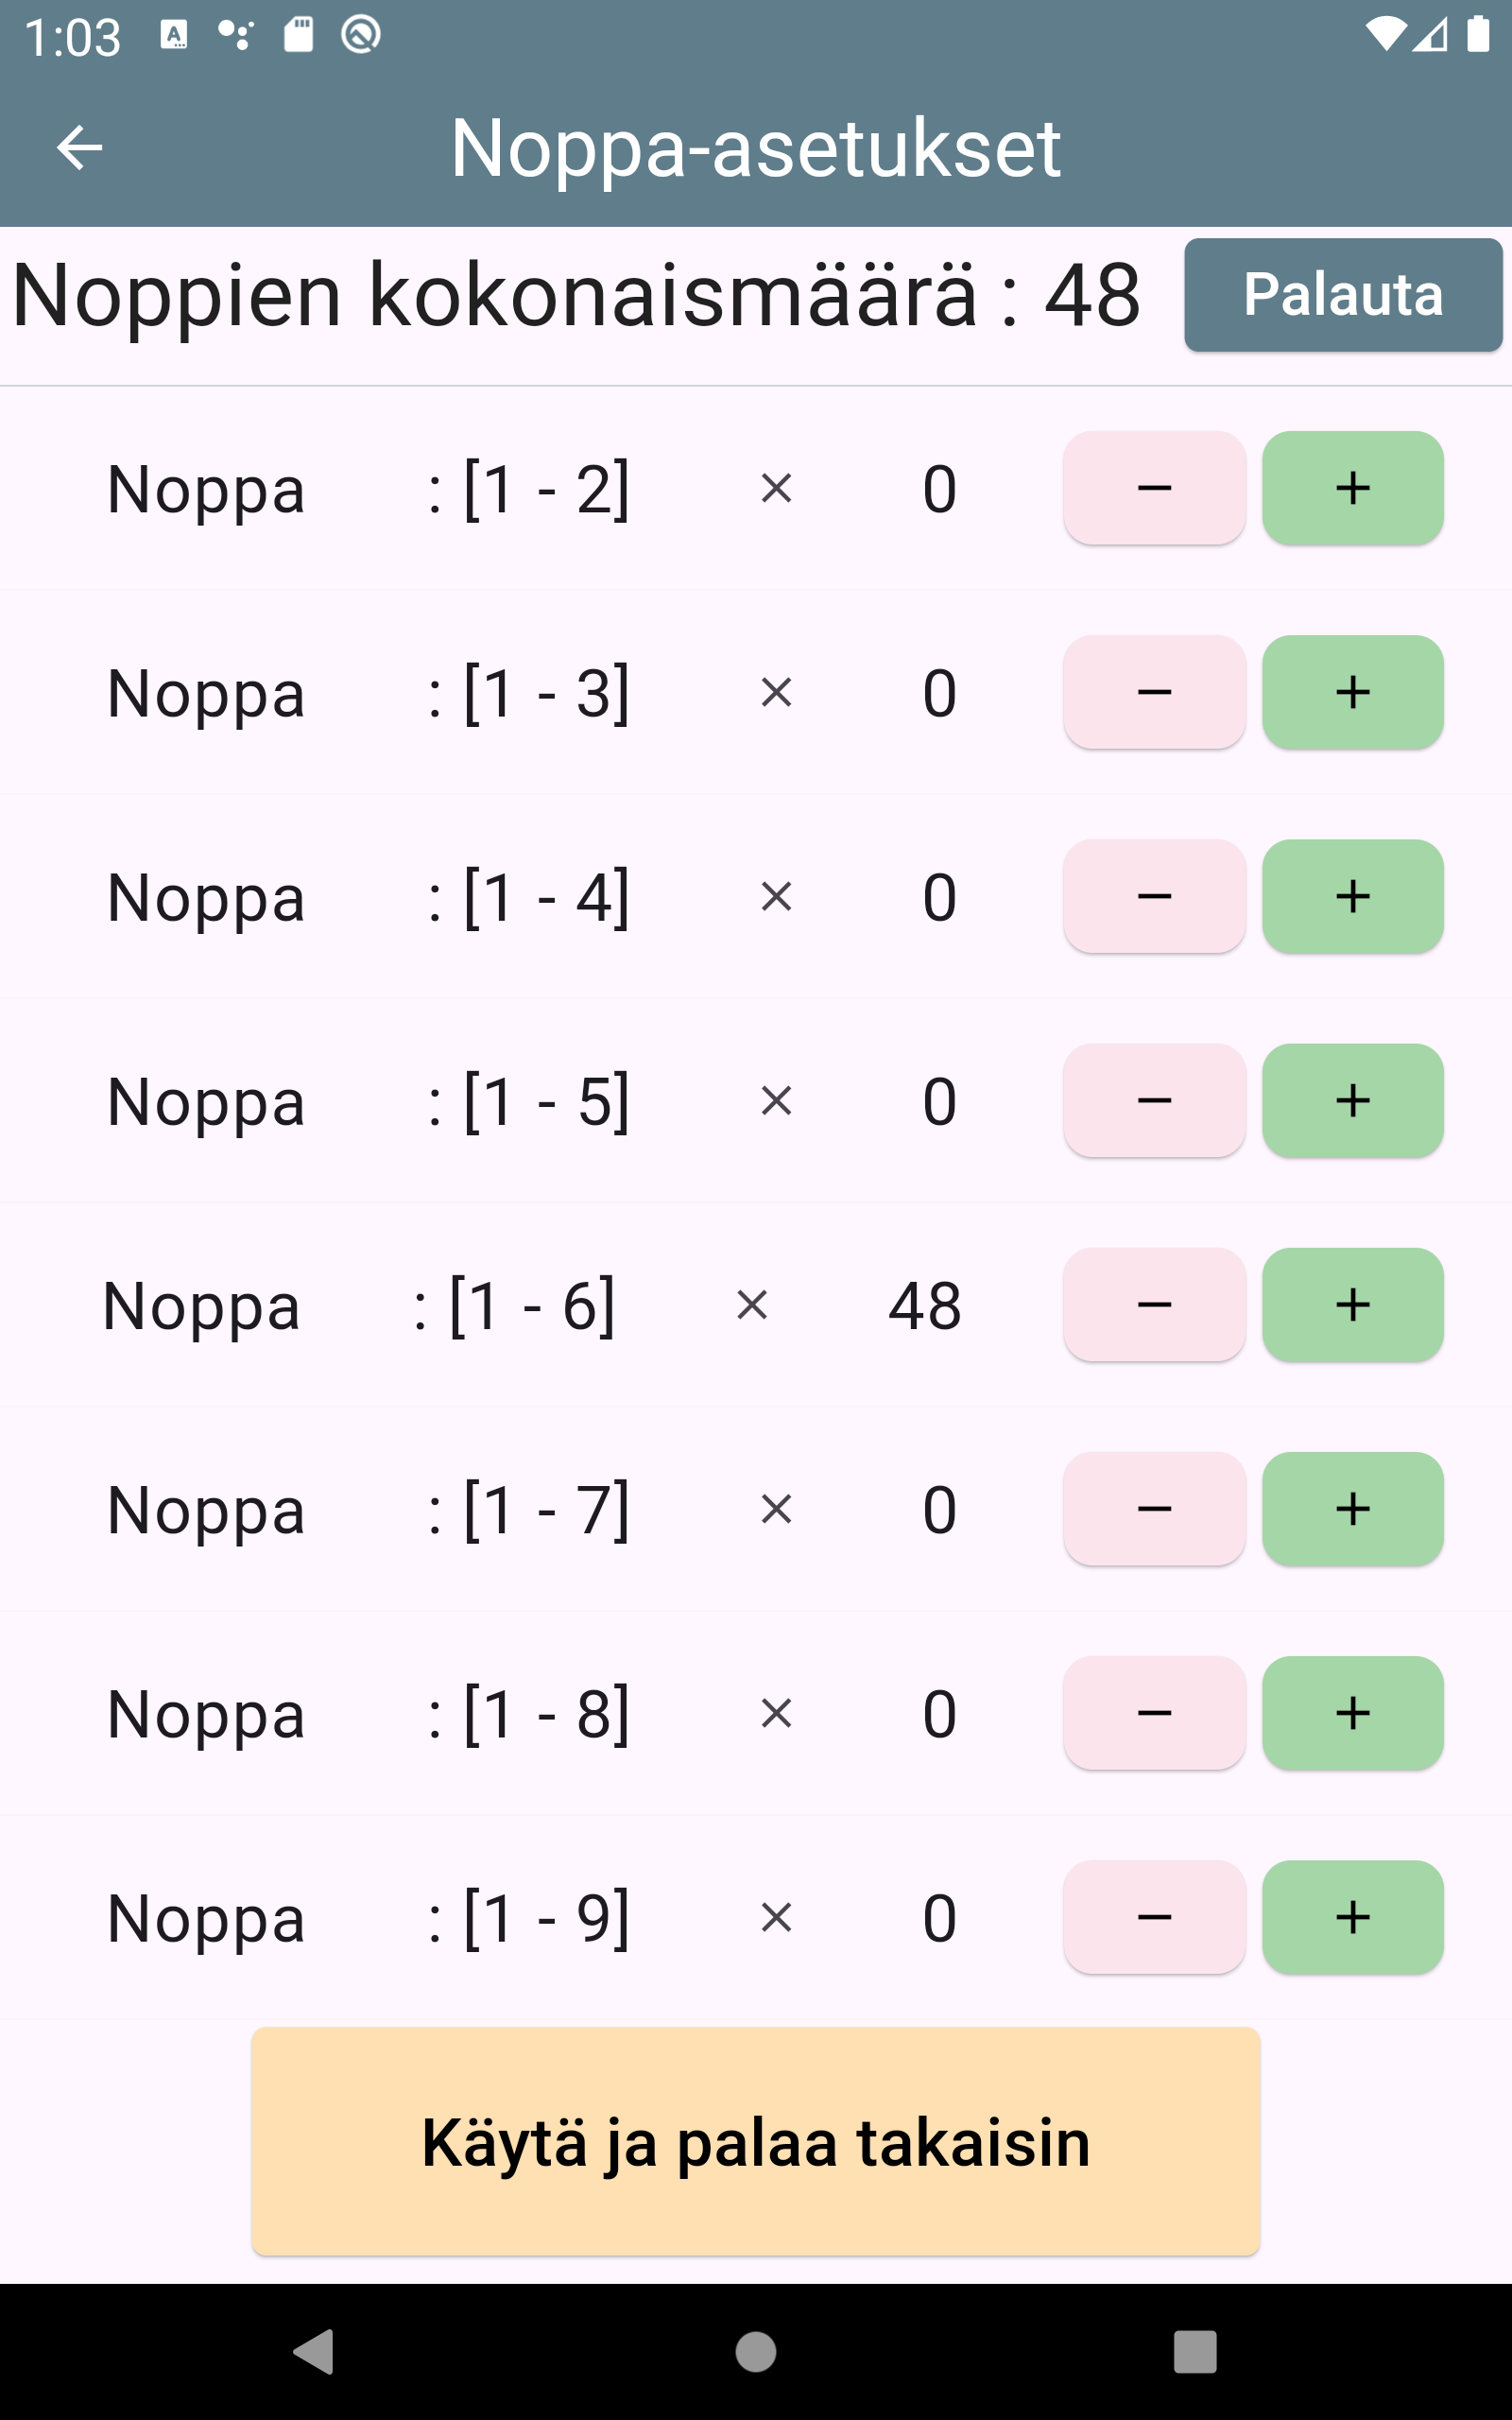 1:03
Noppa-asetukset
Noppien kokonaismäärä : 48 Palauta
Noppa : [1 - 2] × 0 − +
Noppa : [1 - 3] × 0 − +
Noppa : [1 - 4] × 0 − +
Noppa : [1 - 5] × 0 − +
Noppa : [1 - 6] × 48 − +
Noppa : [1 - 7] × 0 − +
Noppa : [1 - 8] × 0 − +
Noppa : [1 - 9] × 0 − +
Käytä ja palaa takaisin